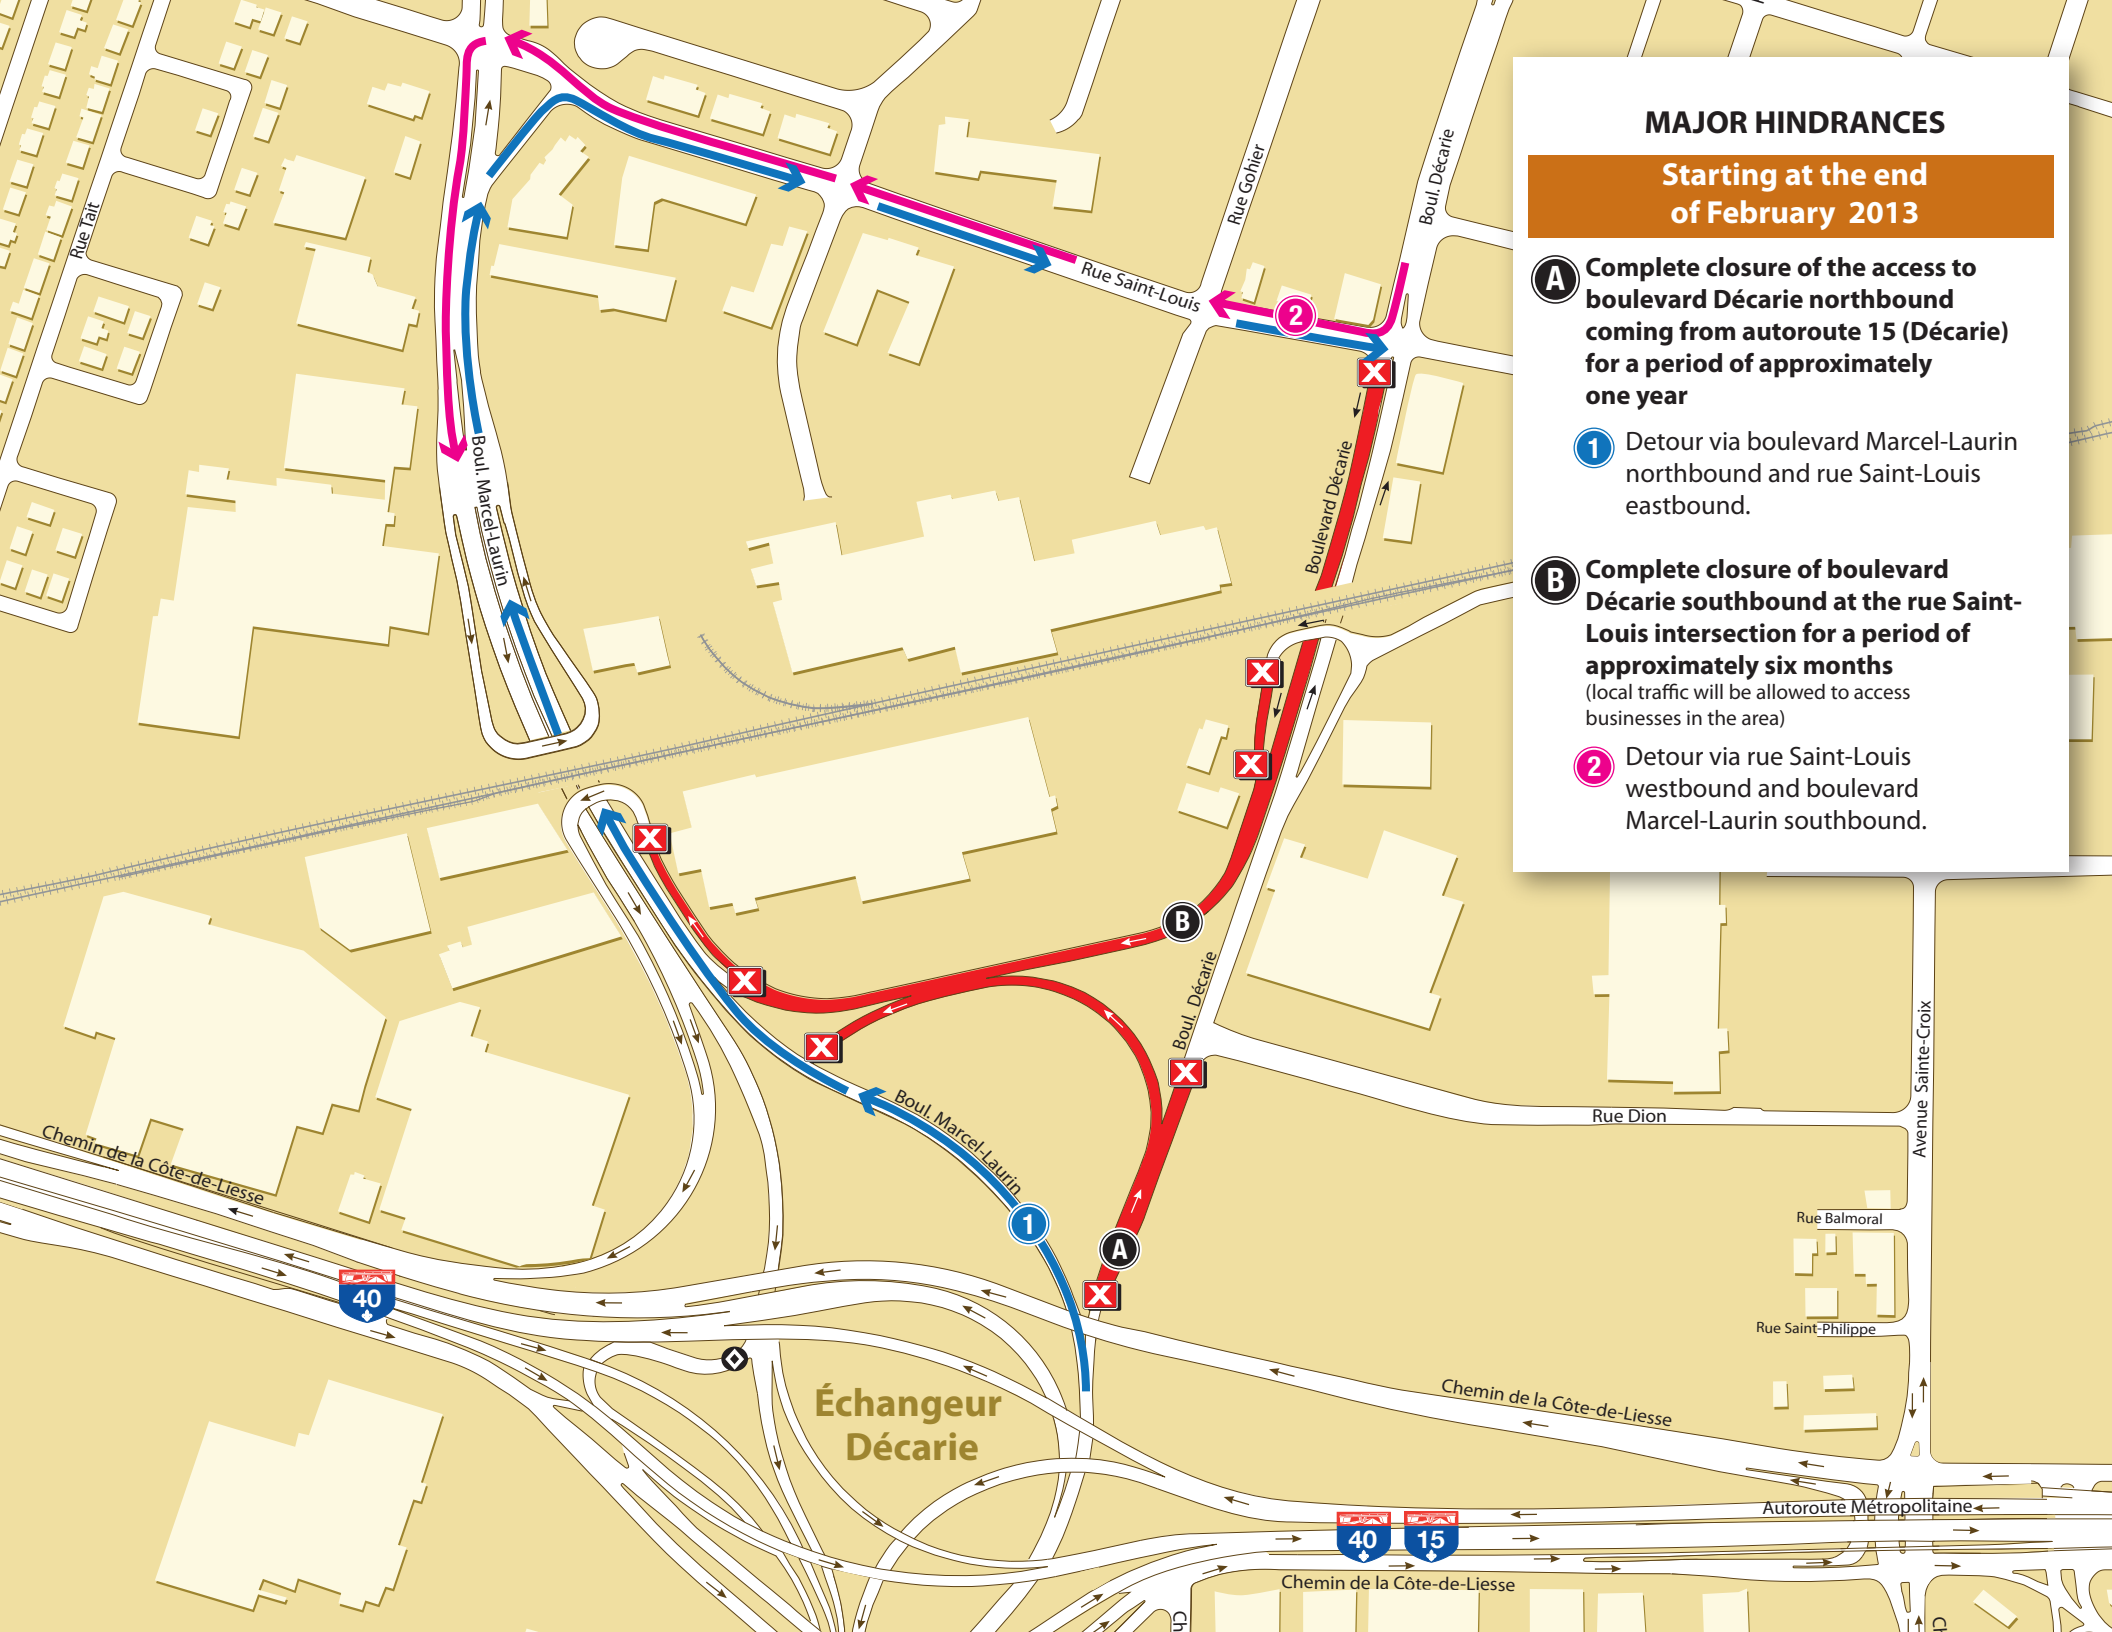 MAJOR HINDRANCES
Starting at the end
of February 2013
A
Complete closure of the access to
boulevard Décarie northbound
coming from autoroute 15 (Décarie)
for a period of approximately
one year
1
Detour via boulevard Marcel-Laurin
northbound and rue Saint-Louis
eastbound.
B
Complete closure of boulevard
Décarie southbound at the rue Saint-
Louis intersection for a period of
approximately six months
(local traffic will be allowed to access
businesses in the area)
2
Detour via rue Saint-Louis
westbound and boulevard
Marcel-Laurin southbound.
Rue Tait
Rue Gohier
Boul. Décarie
Rue Saint-Louis
2
X
Boul. Marcel-Laurin
Boulevard Décarie
X
X
X
B
X
Boul. Décarie
X
X
Boul. Marcel-Laurin
Rue Dion
Avenue Sainte-Croix
Chemin de la Côte-de-Liesse
1
A
X
40
Rue Balmoral
Rue Saint-Philippe
Échangeur
Décarie
Chemin de la Côte-de-Liesse
Autoroute Métropolitaine
40
15
Chemin de la Côte-de-Liesse
Ch
Ch